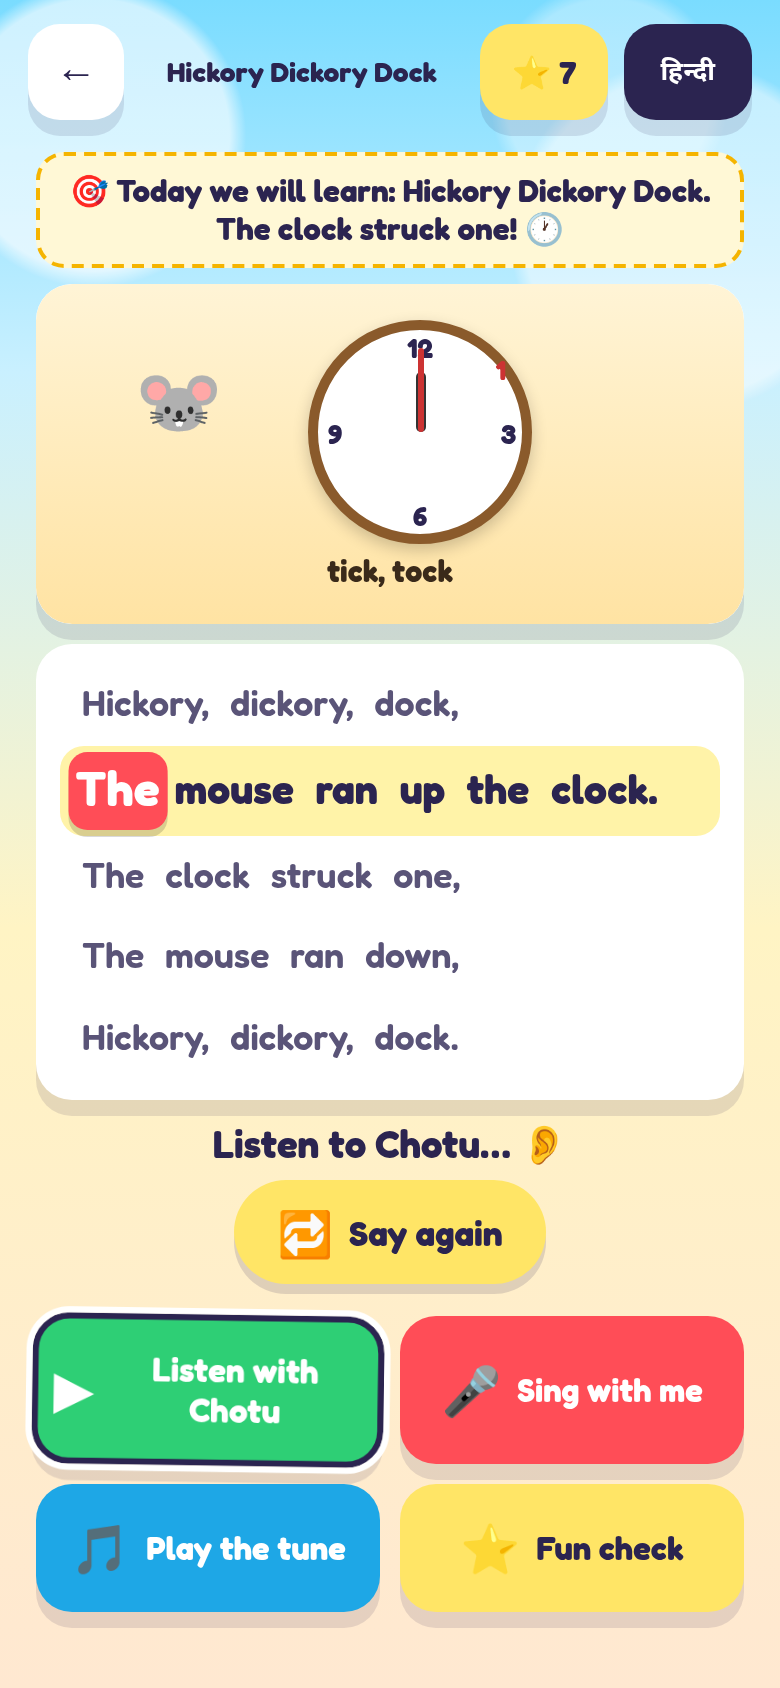 ←
Hickory Dickory Dock
⭐ 7
हिन्दी
🎯 Today we will learn: Hickory Dickory Dock.
The clock struck one! 🕐
12
1
9
3
6
tick, tock
Hickory, dickory, dock,
The mouse ran up the clock.
The clock struck one,
The mouse ran down,
Hickory, dickory, dock.
Listen to Chotu... 👂
🔁 Say again
▶ Listen with
Chotu
🎤 Sing with me
🎵 Play the tune
⭐ Fun check